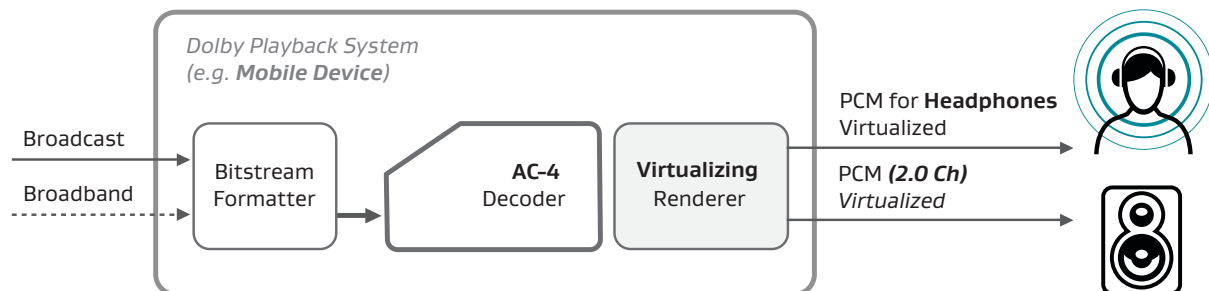 Dolby Playback System
(e.g. Mobile Device)
Broadcast
Broadband
Bitstream
Formatter
AC-4
Decoder
Virtualizing
Renderer
PCM for Headphones
Virtualized
PCM (2.0 Ch)
Virtualized